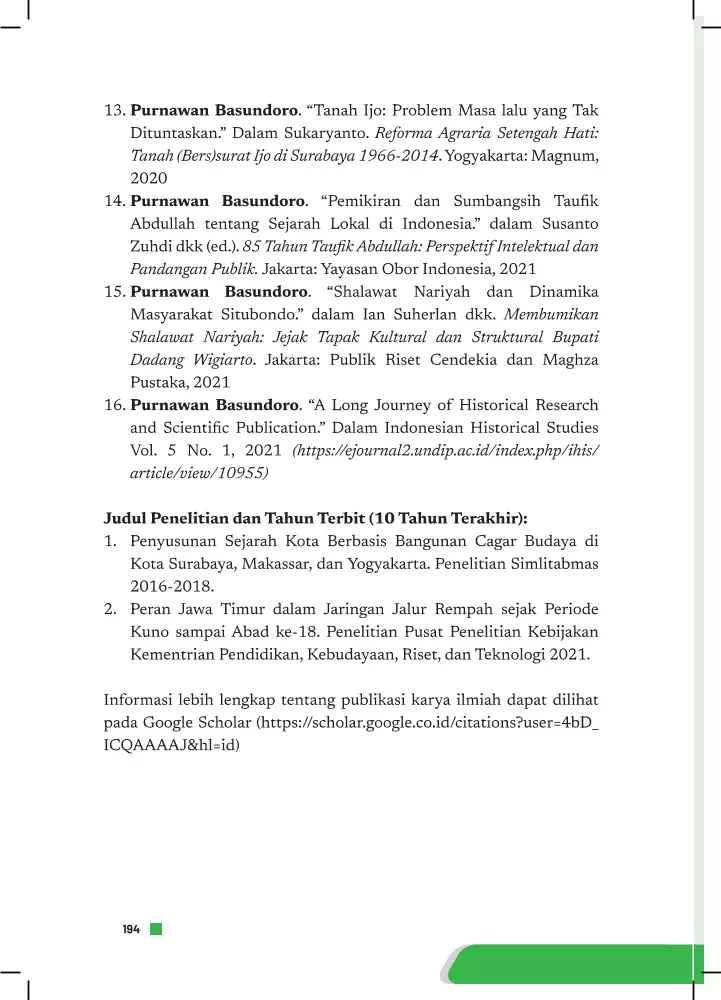 13. Purnawan Basundoro. “Tanah Ijo: Problem Masa lalu yang Tak
Dituntaskan.” Dalam Sukaryanto. Reforma Agraria Setengah Hati:
Tanah (Bers)surat Ijo di Surabaya 1966-2014. Yogyakarta: Magnum,
2020
14. Purnawan Basundoro. “Pemikiran dan Sumbangsih Taufik
Abdullah tentang Sejarah Lokal di Indonesia.” dalam Susanto
Zuhdi dkk (ed.). 85 Tahun Taufik Abdullah: Perspektif Intelektual dan
Pandangan Publik. Jakarta: Yayasan Obor Indonesia, 2021
15. Purnawan Basundoro. “Shalawat Nariyah dan Dinamika
Masyarakat Situbondo.” dalam Ian Suherlan dkk. Membumikan
Shalawat Nariyah: Jejak Tapak Kultural dan Struktural Bupati
Dadang Wigiarto. Jakarta: Publik Riset Cendekia dan Maghza
Pustaka, 2021
16. Purnawan Basundoro. “A Long Journey of Historical Research
and Scientific Publication.” Dalam Indonesian Historical Studies
Vol. 5 No. 1, 2021 (https://ejournal2.undip.ac.id/index.php/ihis/
article/view/10955)
Judul Penelitian dan Tahun Terbit (10 Tahun Terakhir):
1. Penyusunan Sejarah Kota Berbasis Bangunan Cagar Budaya di
Kota Surabaya, Makassar, dan Yogyakarta. Penelitian Simlitabmas
2016-2018.
2. Peran Jawa Timur dalam Jaringan Jalur Rempah sejak Periode
Kuno sampai Abad ke-18. Penelitian Pusat Penelitian Kebijakan
Kementrian Pendidikan, Kebudayaan, Riset, dan Teknologi 2021.
Informasi lebih lengkap tentang publikasi karya ilmiah dapat dilihat
pada Google Scholar (https://scholar.google.co.id/citations?user=4bD_
ICQAAAAJ&hl=id)
194